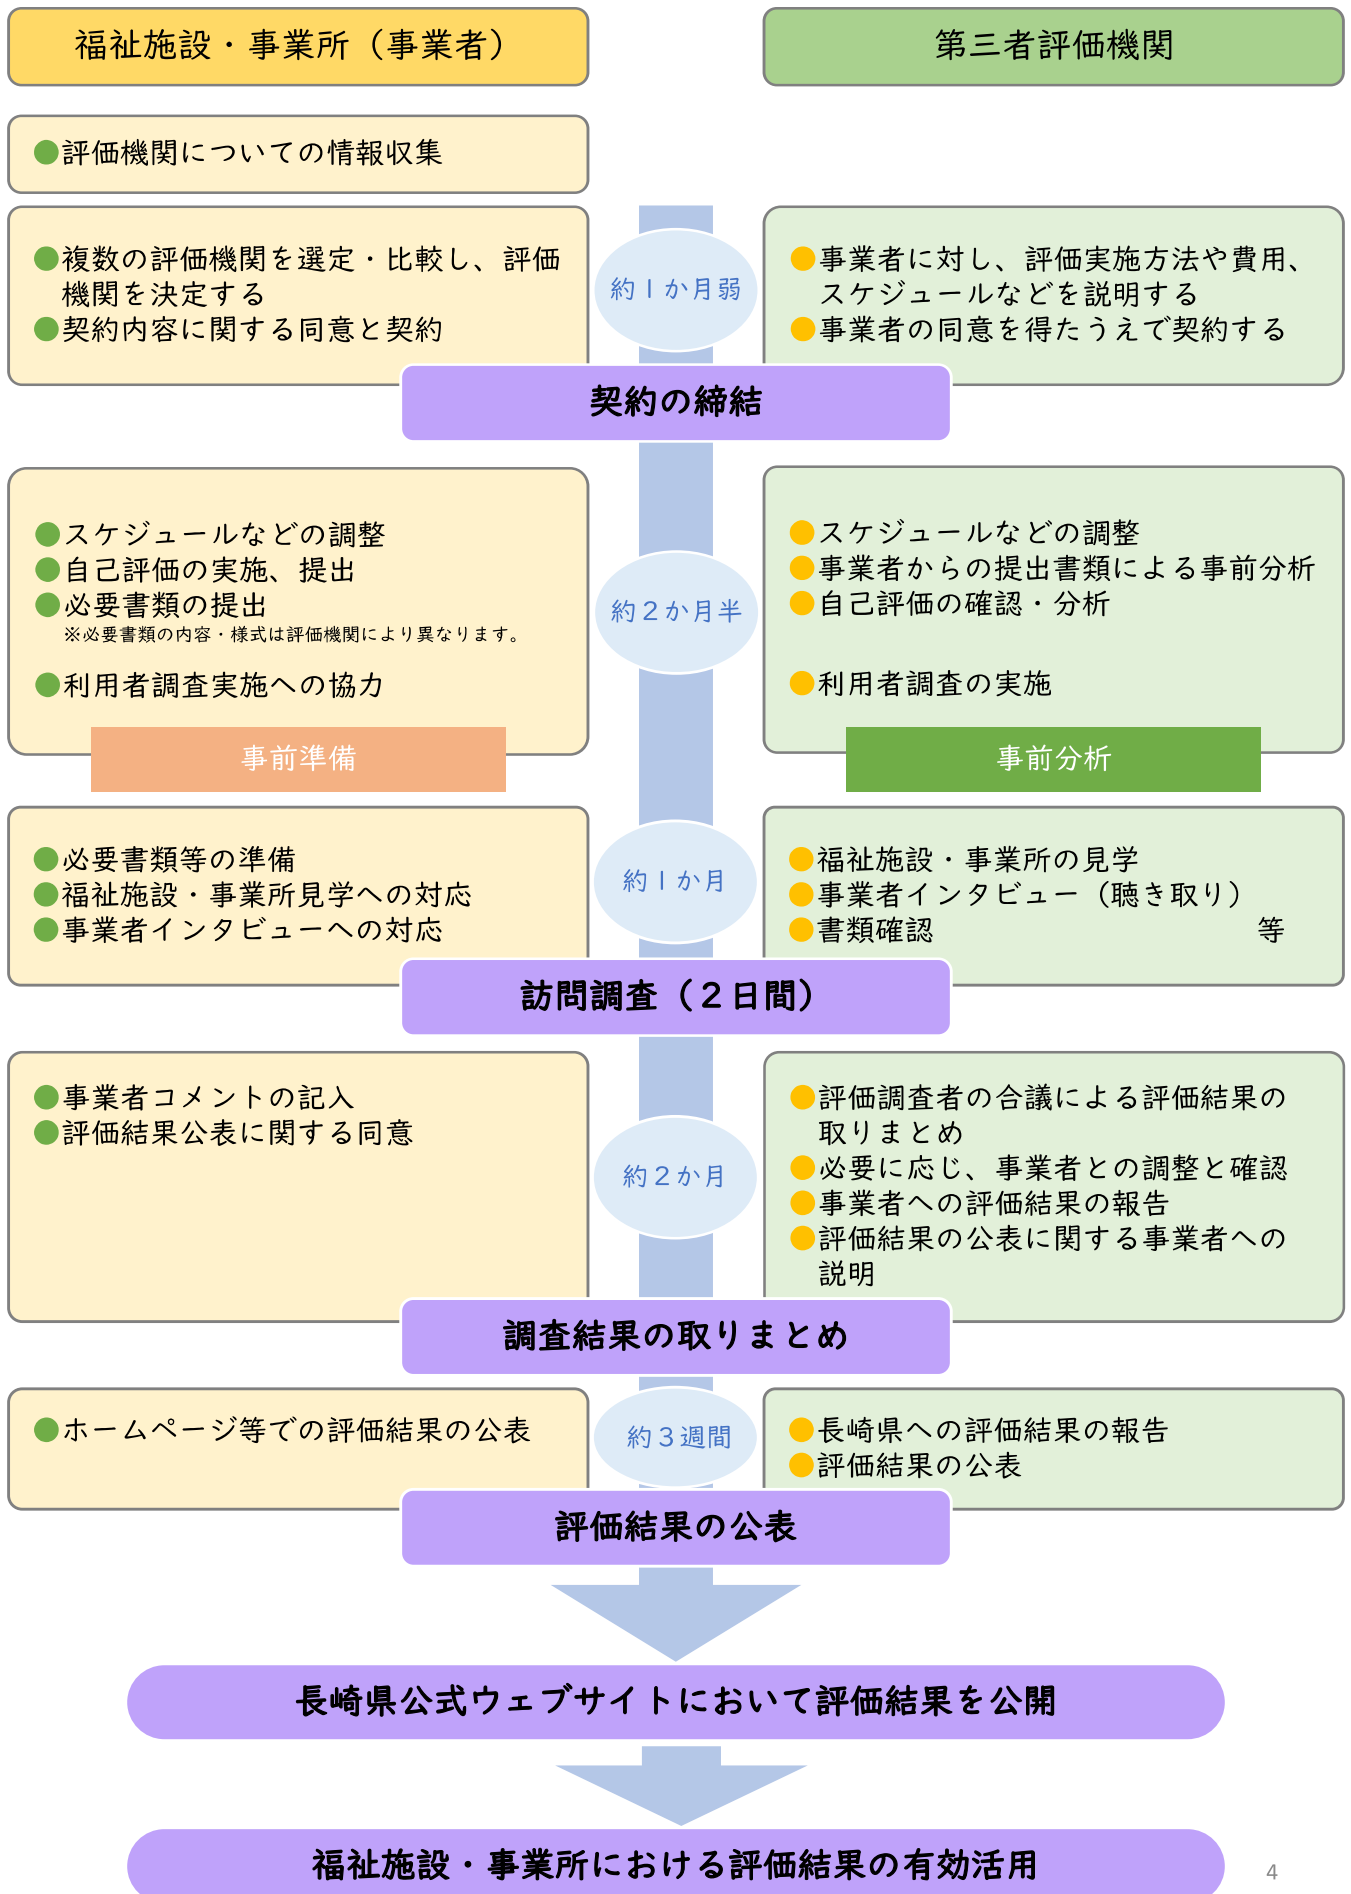 福祉施設・事業所（事業者）
第三者評価機関
●評価機関についての情報収集
●複数の評価機関を選定・比較し、評価
機関を決定する
●契約内容に関する同意と契約
約１か月弱
●事業者に対し、評価実施方法や費用、
スケジュールなどを説明する
●事業者の同意を得たうえで契約する
契約の締結
●スケジュールなどの調整
●自己評価の実施、提出
●必要書類の提出
※必要書類の内容・様式は評価機関により異なります。
●利用者調査実施への協力
事前準備
約２か月半
●スケジュールなどの調整
●事業者からの提出書類による事前分析
●自己評価の確認・分析
●利用者調査の実施
事前分析
●必要書類等の準備
●福祉施設・事業所見学への対応
●事業者インタビューへの対応
約１か月
●福祉施設・事業所の見学
●事業者インタビュー（聴き取り）
●書類確認　等
訪問調査（２日間）
●事業者コメントの記入
●評価結果公表に関する同意
約２か月
●評価調査者の合議による評価結果の
取りまとめ
●必要に応じ、事業者との調整と確認
●事業者への評価結果の報告
●評価結果の公表に関する事業者への
説明
調査結果の取りまとめ
●ホームページ等での評価結果の公表
約３週間
●長崎県への評価結果の報告
●評価結果の公表
評価結果の公表
長崎県公式ウェブサイトにおいて評価結果を公開
福祉施設・事業所における評価結果の有効活用
4